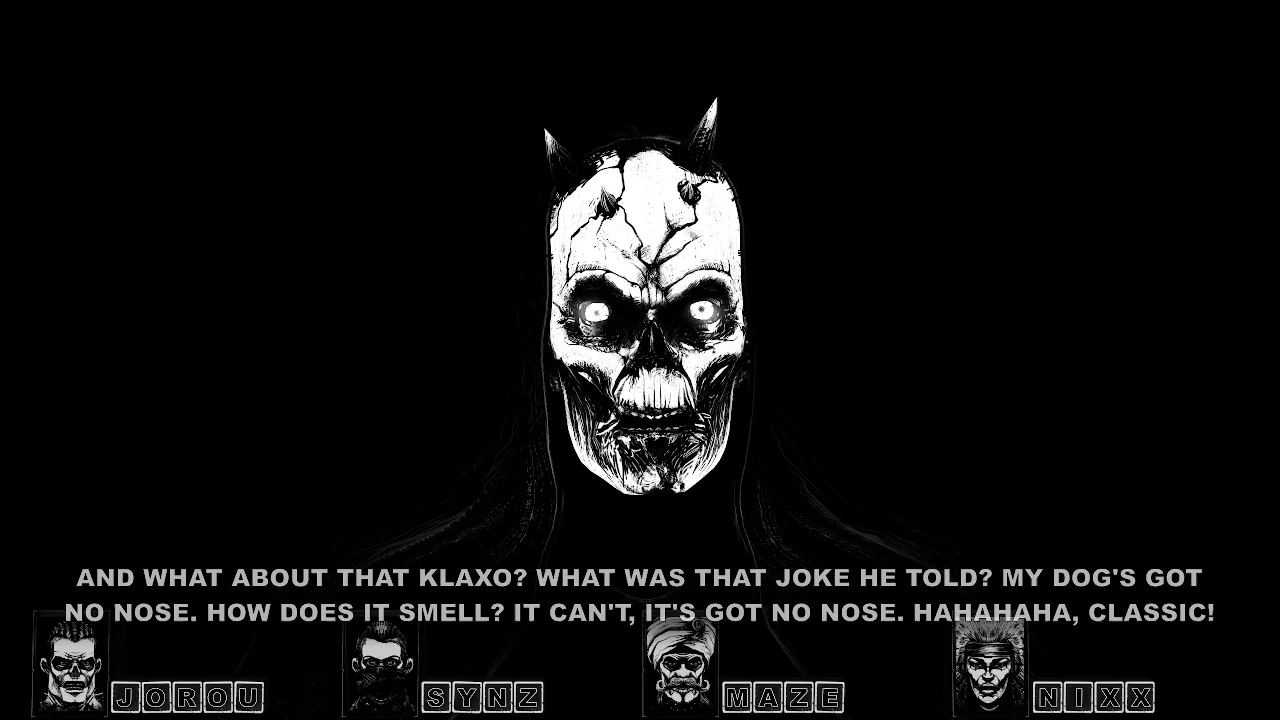 AND WHAT ABOUT THAT KLAXO? WHAT WAS THAT JOKE HE TOLD? MY DOG'S GOT
NO NOSE. HOW DOES IT SMELL? IT CAN'T, IT'S GOT NO NOSE. HAHAHAHA, CLASSIC!
JOROU SYNZ MAZE NIXX